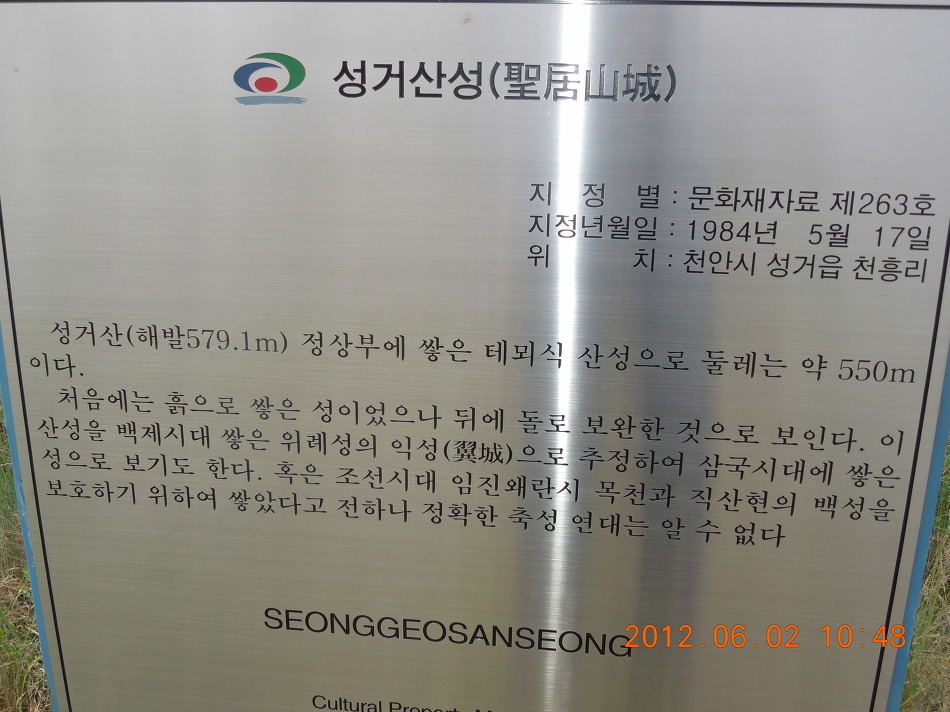 성거산성(聖居山城)
지 정 별 : 문화재자료 제263호
지정년월일 : 1984년 5월 17일
위 치 : 천안시 성거읍 천흥리
성거산(해발579.1m) 정상부에 쌓은 테뫼식 산성으로 둘레는 약 550m
이다.
처음에는 흙으로 쌓은 성이었으나 뒤에 돌로 보완한 것으로 보인다. 이
산성을 백제시대 쌓은 위례성의 익성(翼城)으로 추정하여 삼국시대에 쌓은
성으로 보기도 한다. 혹은 조선시대 임진왜란시 목천과 직산현의 백성을
보호하기 위하여 쌓았다고 전하나 정확한 축성 연대는 알 수 없다
SEONGGEOSANSEONG
2012.06.02 10:48
Cultural Property